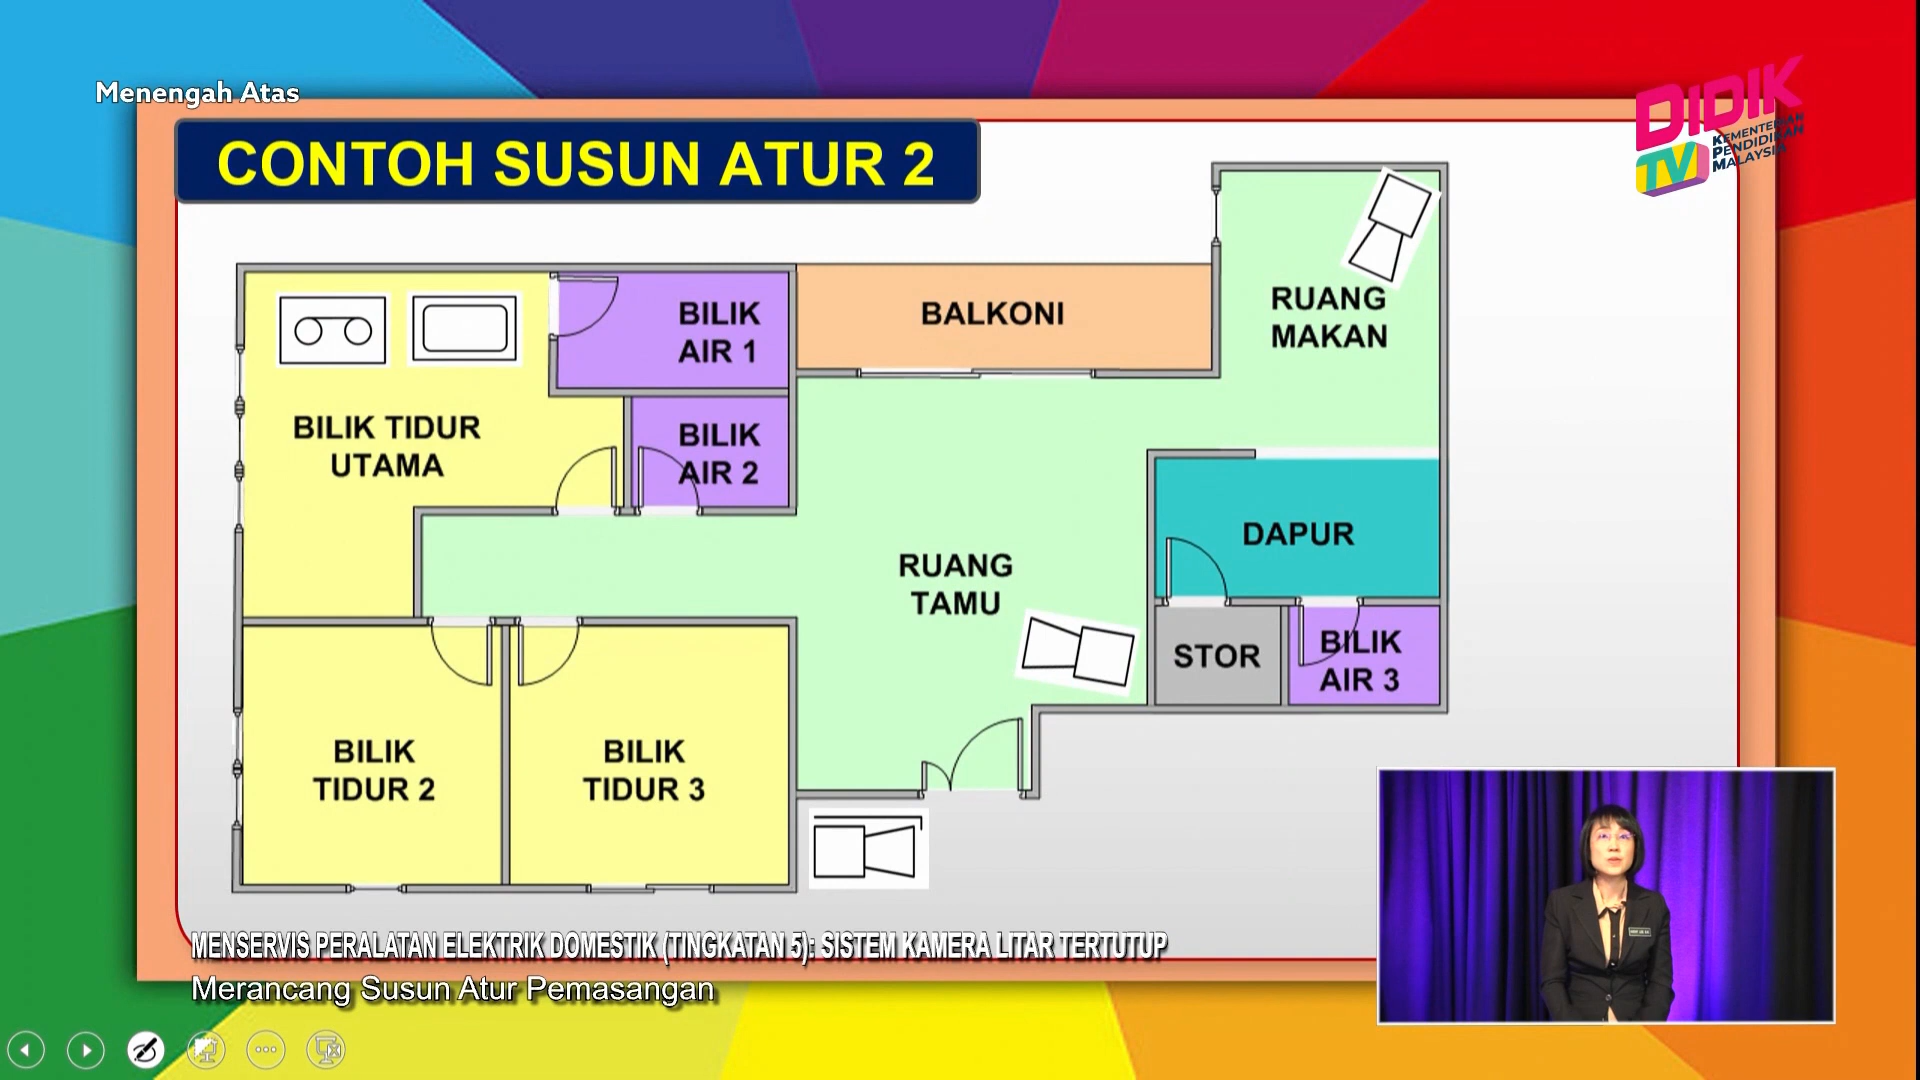 Menengah Atas
CONTOH SUSUN ATUR 2
DIDIK
TV
KEMENTERIAN
PENDIDIKAN
MALAYSIA
BILIK
AIR 1
BALKONI
RUANG
MAKAN
BILIK TIDUR
UTAMA
BILIK
AIR 2
DAPUR
RUANG
TAMU
STOR
BILIK
AIR 3
BILIK
TIDUR 2
BILIK
TIDUR 3
MENSERVIS PERALATAN ELEKTRIK DOMESTIK (TINGKATAN 5): SISTEM KAMERA LITAR TERTUTUP
Merancang Susun Atur Pemasangan